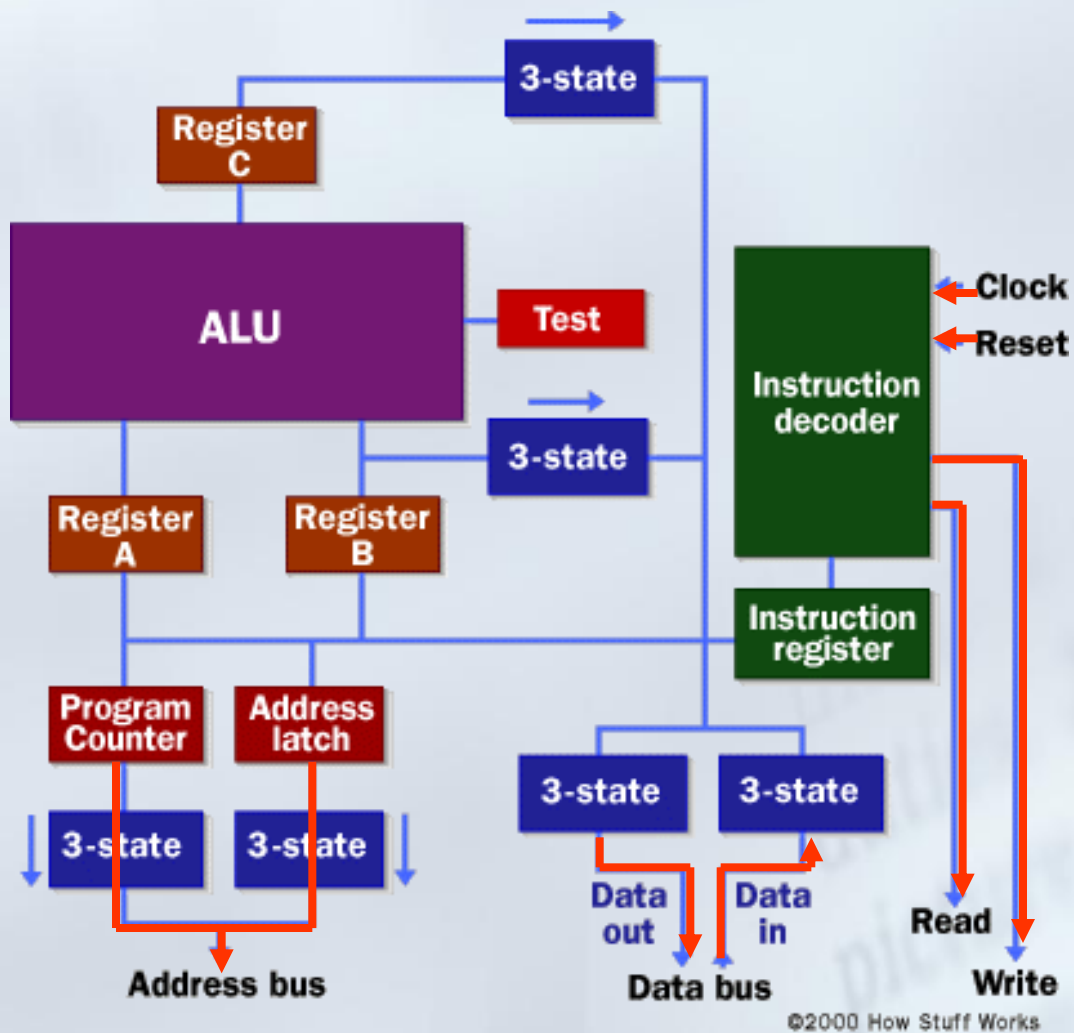 3-state
Register
C
ALU
Test
Clock
Reset
Instruction
decoder
3-state
Register
A
Register
B
Instruction
register
Program
Counter
Address
latch
3-state
3-state
3-state
3-state
Data
out
Data
in
Read
Address bus
Data bus
Write
©2000 How Stuff Works